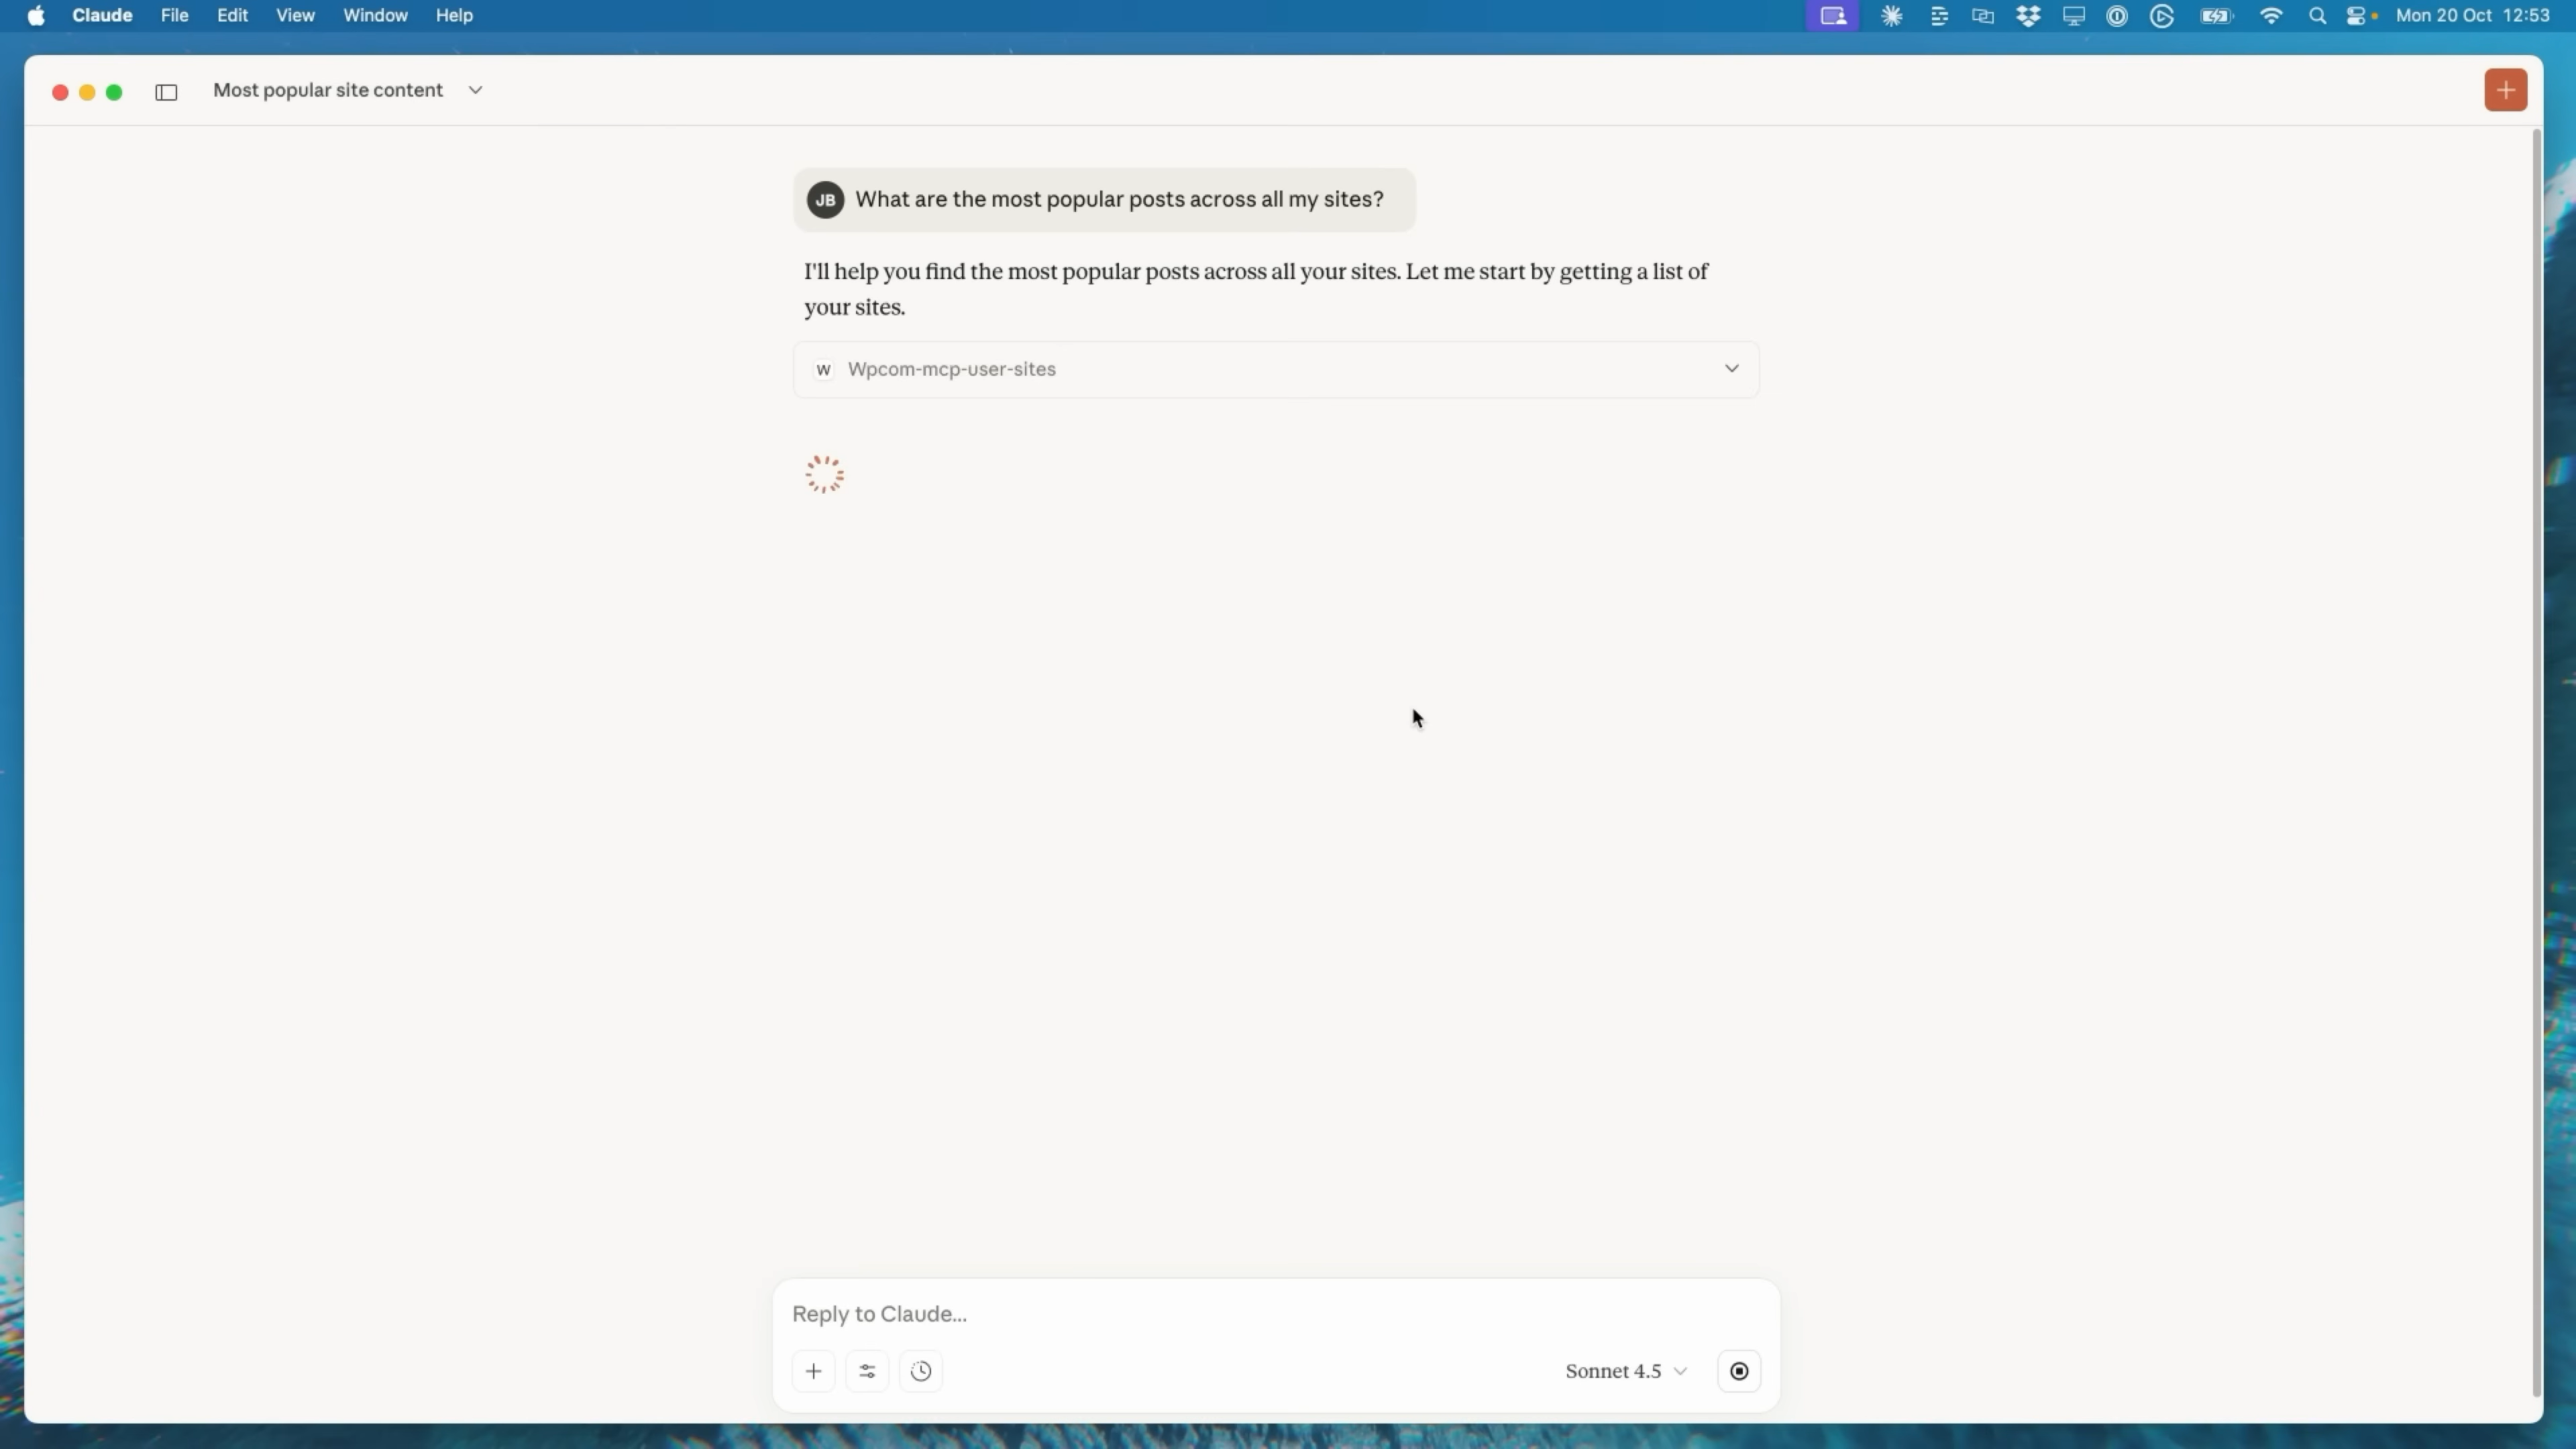 Claude File Edit View Window Help Mon 20 Oct 12:53
Most popular site content
JB What are the most popular posts across all my sites?
I'll help you find the most popular posts across all your sites. Let me start by getting a list of
your sites.
W Wpcom-mcp-user-sites
Reply to Claude...
Sonnet 4.5